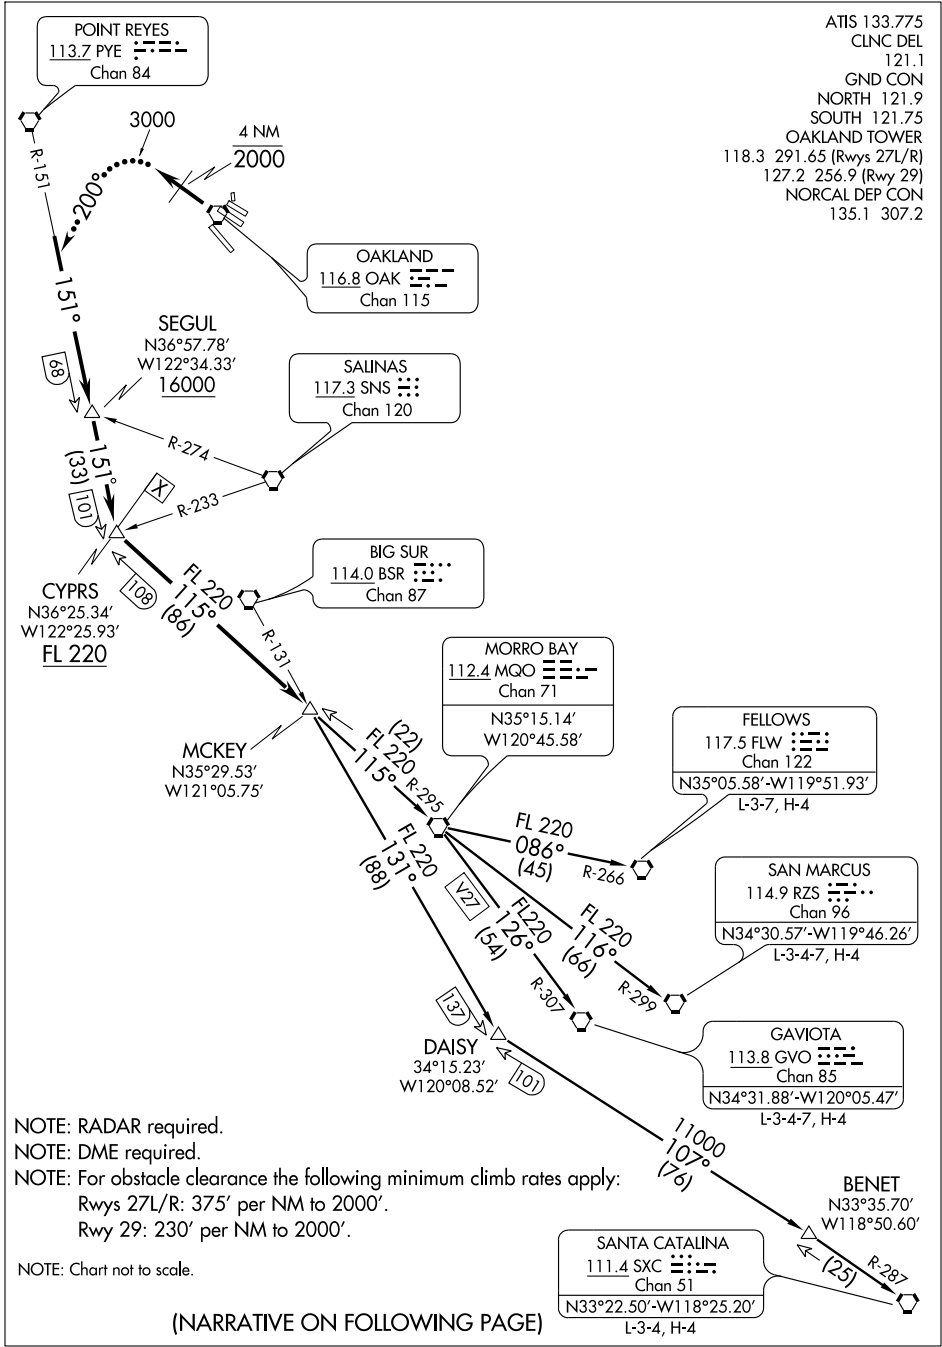 POINT REYES
113.7 PYE
Chan 84
ATIS 133.775
CLNC DEL
121.1
GND CON
NORTH 121.9
SOUTH 121.75
OAKLAND TOWER
118.3 291.65 (Rwys 27L/R)
127.2 256.9 (Rwy 29)
NORCAL DEP CON
135.1 307.2
3000
4 NM
2000
R-151
200°
OAKLAND
116.8 OAK
Chan 115
151°
SEGUL
N36°57.78′
W122°34.33′
16000
68
SALINAS
117.3 SNS
Chan 120
R-274
151°
(33)
101
X
R-233
BIG SUR
114.0 BSR
Chan 87
CYPRS
N36°25.34′
W122°25.93′
FL 220
108
FL 220
115°
(86)
R-131
MORRO BAY
112.4 MQO
Chan 71
N35°15.14′
W120°45.58′
MCKEY
N35°29.53′
W121°05.75′
(22)
FL 220
115°
R-295
FELLOWS
117.5 FLW
Chan 122
N35°05.58′-W119°51.93′
L-3-7, H-4
FL 220
086°
(45)
R-266
FL 220
131°
(88)
V27
FL220
126°
(54)
R-307
FL 220
116°
(66)
R-299
SAN MARCUS
114.9 RZS
Chan 96
N34°30.57′-W119°46.26′
L-3-4-7, H-4
137
DAISY
34°15.23′
W120°08.52′
101
GAVIOTA
113.8 GVO
Chan 85
N34°31.88′-W120°05.47′
L-3-4-7, H-4
11000
107°
(76)
BENET
N33°35.70′
W118°50.60′
NOTE: RADAR required.
NOTE: DME required.
NOTE: For obstacle clearance the following minimum climb rates apply:
Rwys 27L/R: 375′ per NM to 2000′.
Rwy 29: 230′ per NM to 2000′.
NOTE: Chart not to scale.
SANTA CATALINA
111.4 SXC
Chan 51
N33°22.50′-W118°25.20′
L-3-4, H-4
(25)
R-287
(NARRATIVE ON FOLLOWING PAGE)